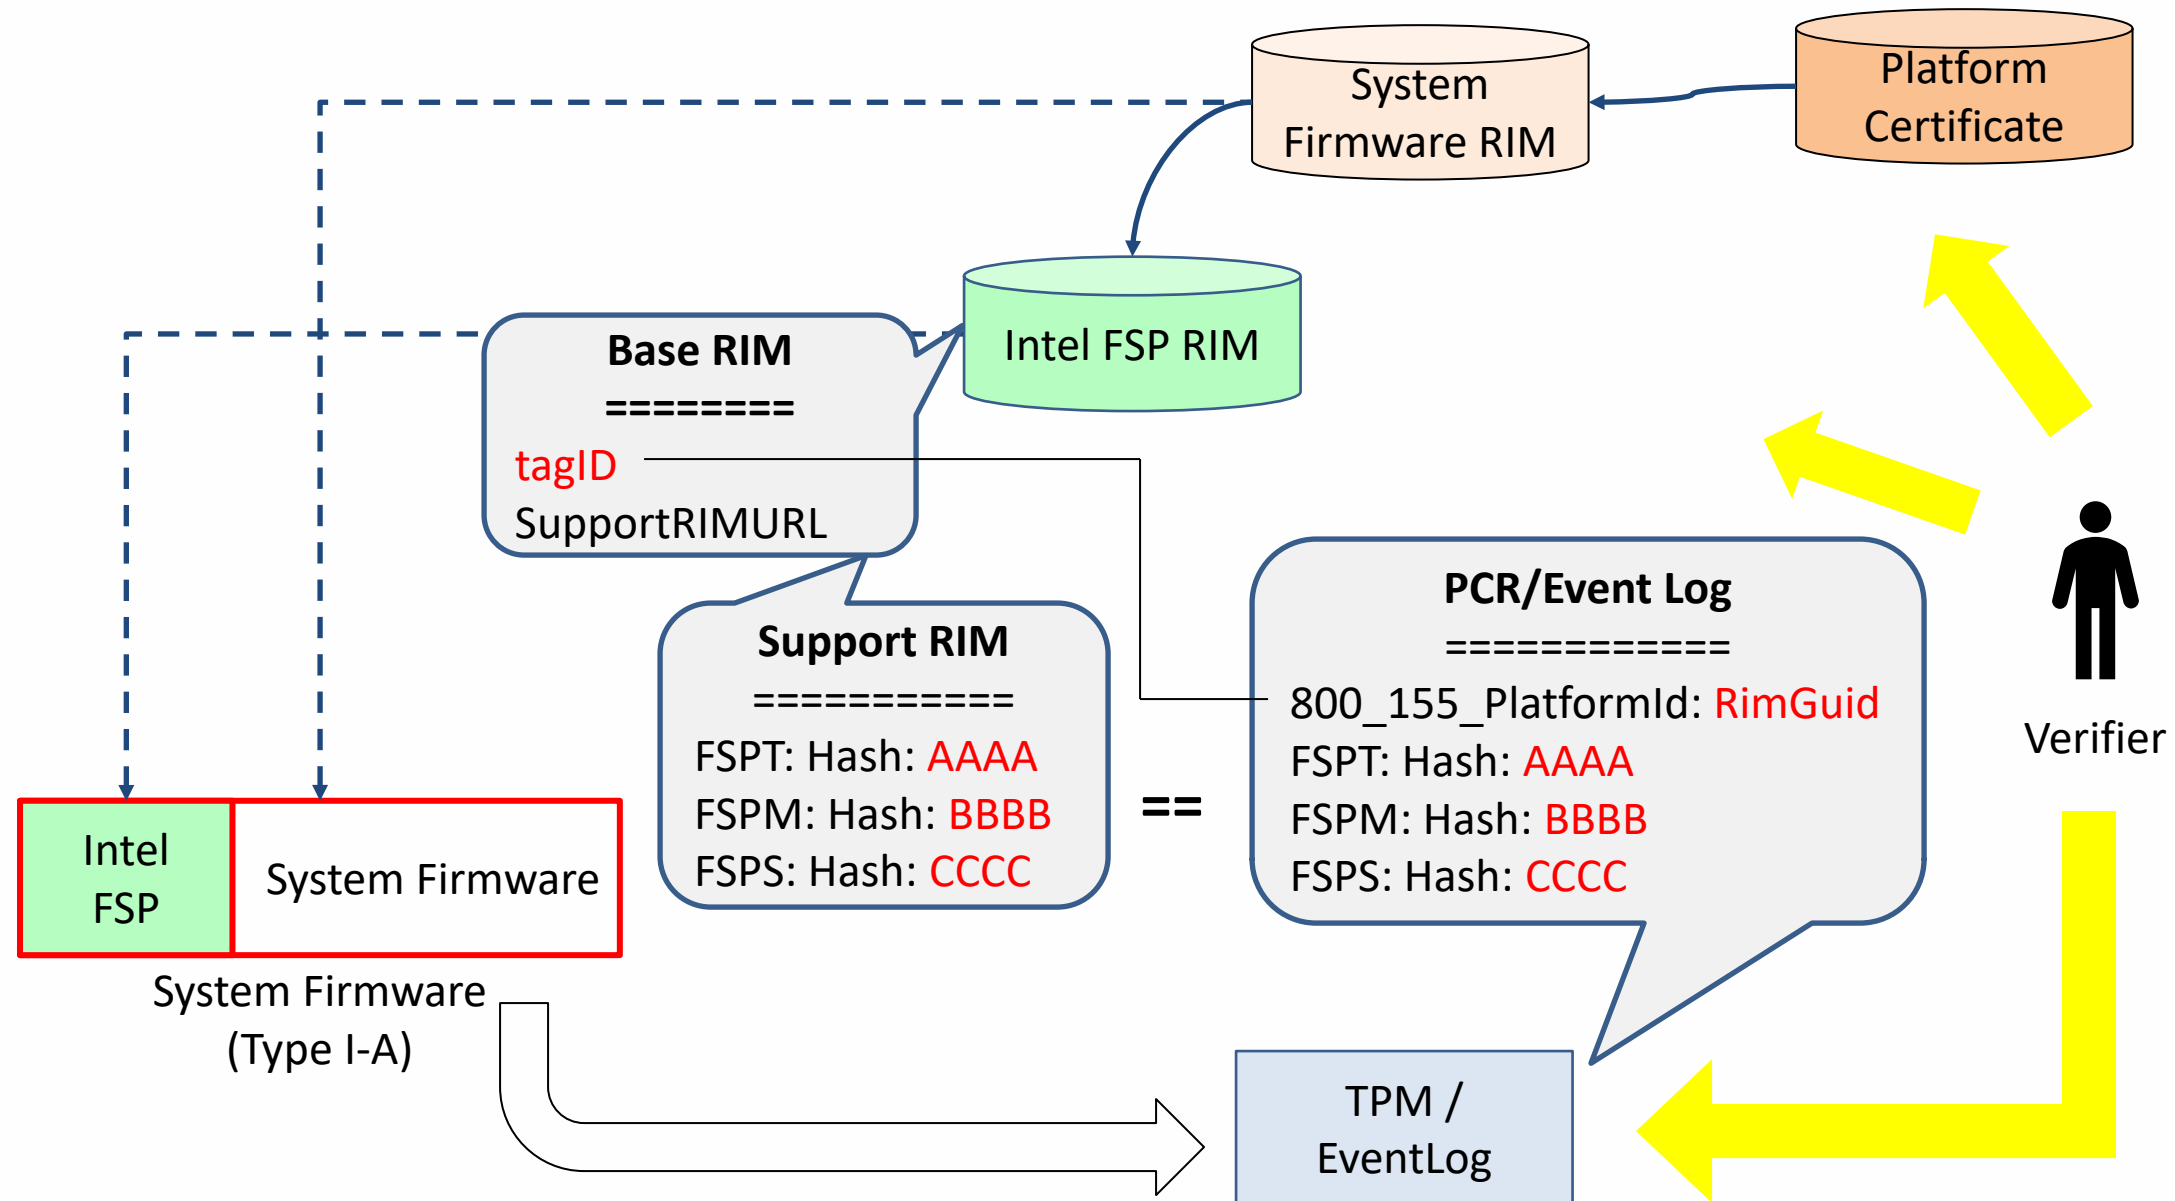 Platform
Certificate
System
Firmware RIM
Intel FSP RIM
Base RIM
========
tagID
SupportRIMURL
Support RIM
===========
FSPT: Hash: AAAA
FSPM: Hash: BBBB
FSPS: Hash: CCCC
==
PCR/Event Log
============
800_155_PlatformId: RimGuid
FSPT: Hash: AAAA
FSPM: Hash: BBBB
FSPS: Hash: CCCC
Verifier
Intel
FSP
System Firmware
System Firmware
(Type I-A)
TPM /
EventLog